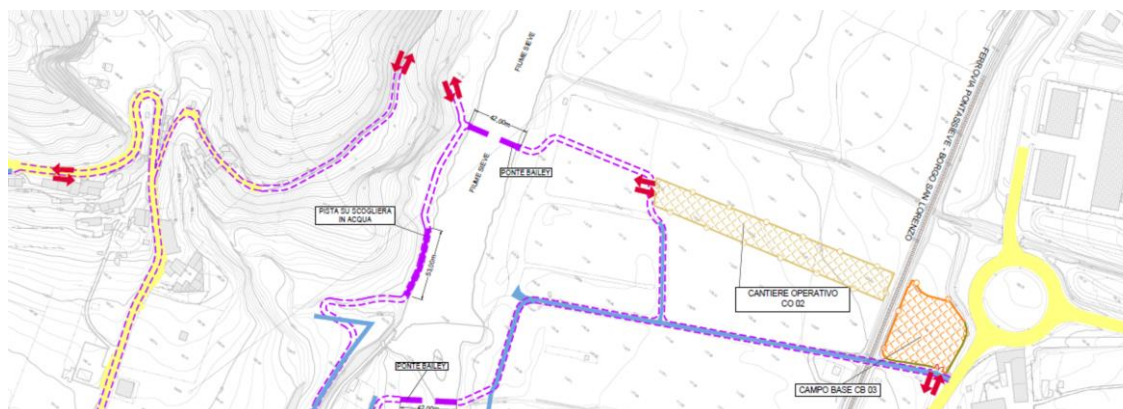 FIUME SIEVE
42,00m
PONTE BAILEY
FIUME SIEVE
FERROVIA PONTASSIEVE - BORGO SAN LORENZO
PISTA SU SCOGLIERA
IN ACQUA
53,00m
CANTIERE OPERATIVO
CO 02
PONTE BAILEY
CAMPO BASE CB 03